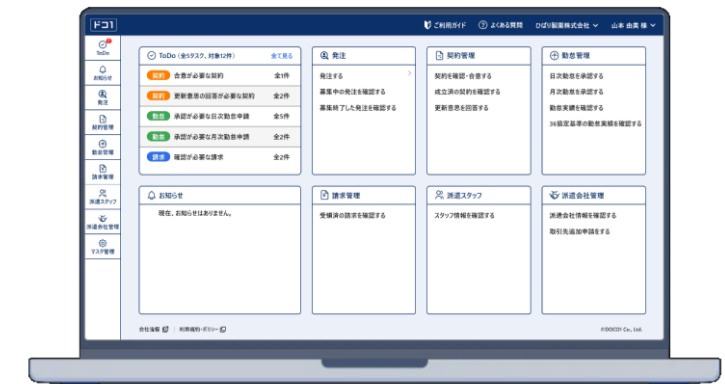 ドコ1
ご利用ガイド
よくある質問
ひばり製薬株式会社
山本 由美 様
ToDo
お知らせ
発注
契約管理
勤怠管理
請求管理
派遣スタッフ
派遣会社管理
マスタ管理
ToDo（全5タスク、対象12件）
全て見る
契約 合意が必要な契約 全1件
契約 更新意思の回答が必要な契約 全2件
勤怠 承認が必要な日次勤怠申請 全5件
勤怠 承認が必要な月次勤怠申請 全2件
請求 確認が必要な請求 全2件
発注
発注する
募集中の発注を確認する
募集終了した発注を確認する
契約管理
契約を確認・合意する
成立済の契約を確認する
更新意思を回答する
勤怠管理
日次勤怠を承認する
月次勤怠を承認する
勤怠実績を確認する
36協定基準の勤怠実績を確認する
お知らせ
現在、お知らせはありません。
請求管理
受領済の請求を確認する
派遣スタッフ
スタッフ情報を確認する
派遣会社管理
派遣会社情報を確認する
取引先追加申請をする
会社情報
利用規約・ポリシー
©DOCO1 Co., Ltd.